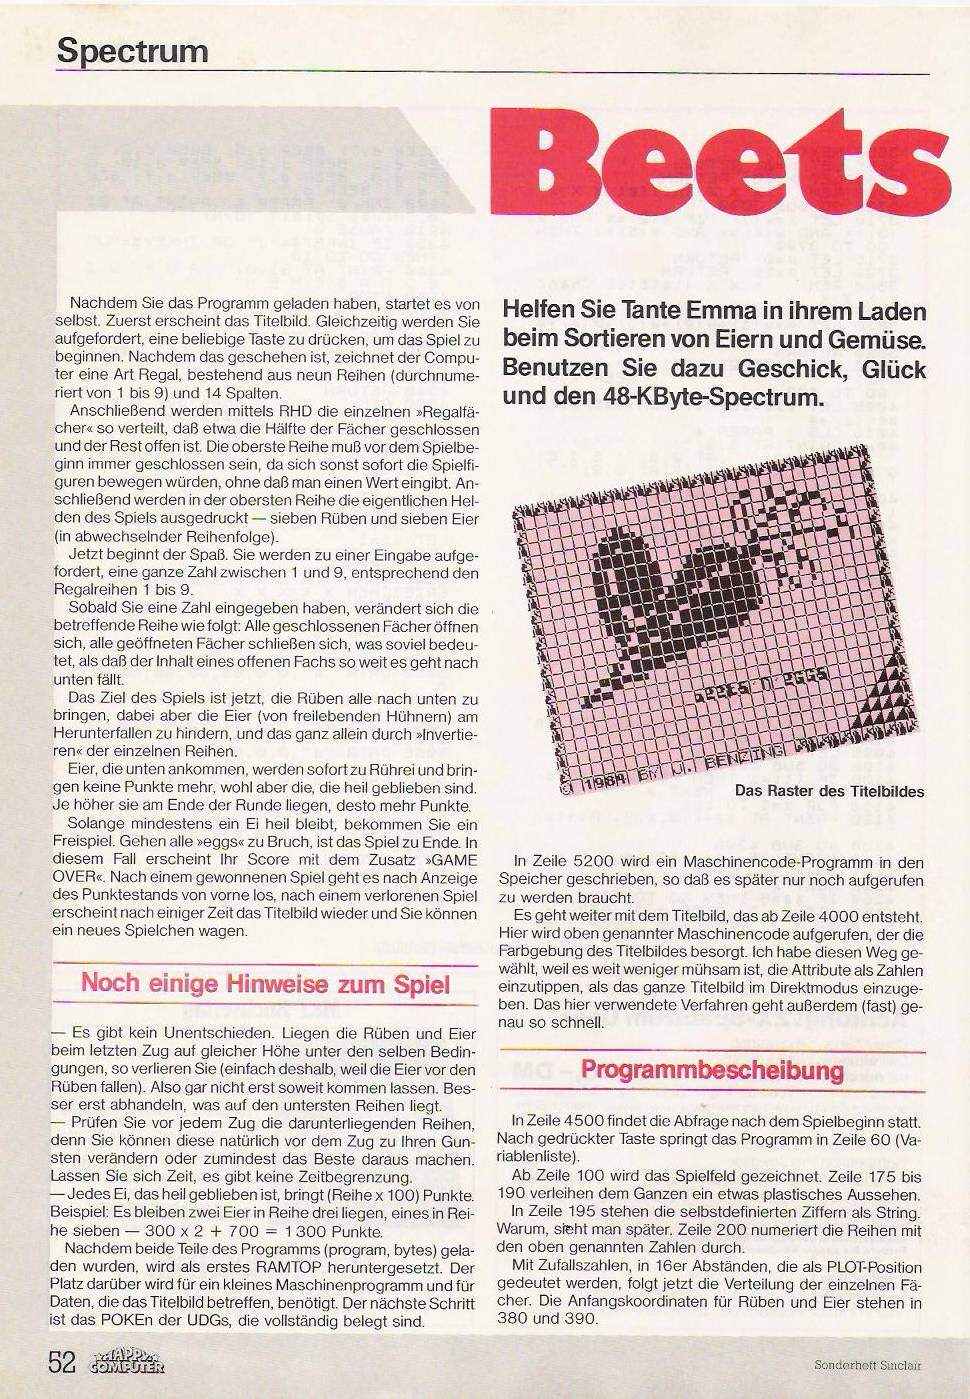 Spectrum
Beets
Nachdem Sie das Programm geladen haben, startet es von
selbst. Zuerst erscheint das Titelbild. Gleichzeitig werden Sie
aufgefordert, eine beliebige Taste zu drücken, um das Spiel zu
beginnen. Nachdem das geschehen ist, zeichnet der Compu-
ter eine Art Regal, bestehend aus neun Reihen (durchnume-
riert von 1 bis 9) und 14 Spalten.
Anschließend werden mittels RHD die einzelnen »Regalfä-
cher« so verteilt, daß etwa die Hälfte der Fächer geschlossen
und der Rest offen ist. Die oberste Reihe muß vor dem Spielbe-
ginn immer geschlossen sein, da sich sonst sofort die Spielfi-
guren bewegen würden, ohne daß man einen Wert eingibt. An-
schließend werden in der obersten Reihe die eigentlichen Hel-
den des Spiels ausgedruckt — sieben Rüben und sieben Eier
(in abwechselnder Reihenfolge).
Jetzt beginnt der Spaß. Sie werden zu einer Eingabe aufge-
fordert, eine ganze Zahl zwischen 1 und 9, entsprechend den
Regalreihen 1 bis 9.
Sobald Sie eine Zahl eingegeben haben, verändert sich die
betreffende Reihe wie folgt: Alle geschlossenen Fächer öffnen
sich, alle geöffneten Fächer schließen sich, was soviel bedeu-
tet, als daß der Inhalt eines offenen Fachs so weit es geht nach
unten fällt.
Das Ziel des Spiels ist jetzt, die Rüben alle nach unten zu
bringen, dabei aber die Eier (von freilebenden Hühnern) am
Herunterfallen zu hindern, und das ganz allein durch »Invertie-
ren« der einzelnen Reihen.
Eier, die unten ankommen, werden sofort zu Rührei und brin-
gen keine Punkte mehr, wohl aber die, die heil geblieben sind.
Je höher sie am Ende der Runde liegen, desto mehr Punkte.
Solange mindestens ein Ei heil bleibt, bekommen Sie ein
Freispiel. Gehen alle »eggs« zu Bruch, ist das Spiel zu Ende. In
diesem Fall erscheint Ihr Score mit dem Zusatz »GAME
OVER«. Nach einem gewonnenen Spiel geht es nach Anzeige
des Punktestands von vorne los, nach einem verlorenen Spiel
erscheint nach einiger Zeit das Titelbild wieder und Sie können
ein neues Spielchen wagen.
Noch einige Hinweise zum Spiel
— Es gibt kein Unentschieden. Liegen die Rüben und Eier
beim letzten Zug auf gleicher Höhe unter den selben Bedin-
gungen, so verlieren Sie (einfach deshalb, weil die Eier vor den
Rüben fallen). Also gar nicht erst soweit kommen lassen. Bes-
ser erst abhandeln, was auf den untersten Reihen liegt.
— Prüfen Sie vor jedem Zug die darunterliegenden Reihen,
denn Sie können diese natürlich vor dem Zug zu Ihren Gun-
sten verändern oder zumindest das Beste daraus machen.
Lassen Sie sich Zeit, es gibt keine Zeitbegrenzung.
— Jedes Ei, das heil geblieben ist, bringt (Reihe x 100) Punkte.
Beispiel: Es bleiben zwei Eier in Reihe drei liegen, eines in Rei-
he sieben — 300 x 2 + 700 = 1300 Punkte.
Nachdem beide Teile des Programms (program, bytes) gela-
den wurden, wird als erstes RAMTOP heruntergesetzt. Der
Platz darüber wird für ein kleines Maschinenprogramm und für
Daten, die das Titelbild betreffen, benötigt. Der nächste Schritt
ist das POKEn der UDGs, die vollständig belegt sind.
Helfen Sie Tante Emma in ihrem Laden
beim Sortieren von Eiern und Gemüse.
Benutzen Sie dazu Geschick, Glück
und den 48-KByte-Spectrum.
© 1984 BY J. BENZING
Das Raster des Titelbildes
In Zeile 5200 wird ein Maschinencode-Programm in den
Speicher geschrieben, so daß es später nur noch aufgerufen
zu werden braucht.
Es geht weiter mit dem Titelbild, das ab Zeile 4000 entsteht.
Hier wird oben genannter Maschinencode aufgerufen, der die
Farbgebung des Titelbildes besorgt. Ich habe diesen Weg ge-
wählt, weil es weit weniger mühsam ist, die Attribute als Zahlen
einzutippen, als das ganze Titelbild im Direktmodus einzuge-
ben. Das hier verwendete Verfahren geht außerdem (fast) ge-
nau so schnell.
Programmbescheibung
In Zeile 4500 findet die Abfrage nach dem Spielbeginn statt.
Nach gedrückter Taste springt das Programm in Zeile 60 (Va-
riablenliste).
Ab Zeile 100 wird das Spielfeld gezeichnet. Zeile 175 bis
190 verleihen dem Ganzen ein etwas plastisches Aussehen.
In Zeile 195 stehen die selbstdefinierten Ziffern als String.
Warum, sieht man später. Zeile 200 numeriert die Reihen mit
den oben genannten Zahlen durch.
Mit Zufallszahlen, in 16er Abständen, die als PLOT-Position
gedeutet werden, folgt jetzt die Verteilung der einzelnen Fä-
cher. Die Anfangskoordinaten für Rüben und Eier stehen in
380 und 390.
52 HAPPY COMPUTER
Sonderheft Sinclair